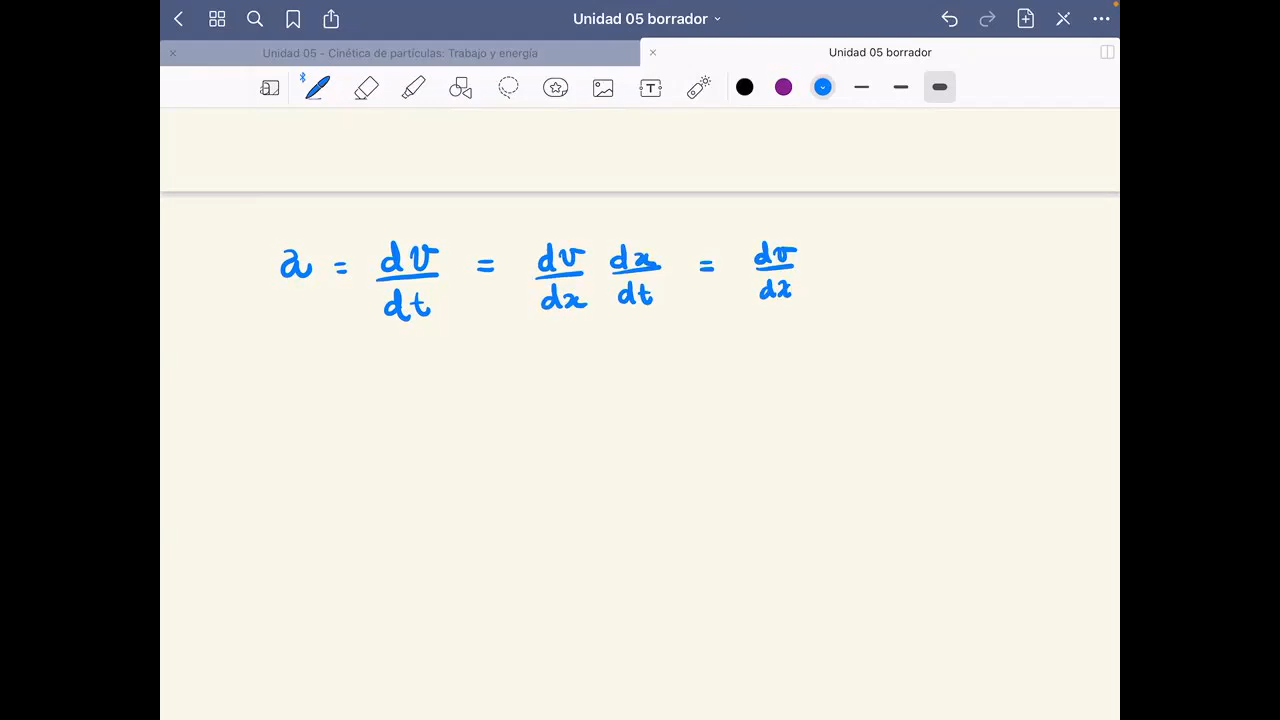 Unidad 05 borrador
Unidad 05 - Cinética de partículas: Trabajo y energía
Unidad 05 borrador
T
a = dv/dt = dv/dx dx/dt = dv/dx